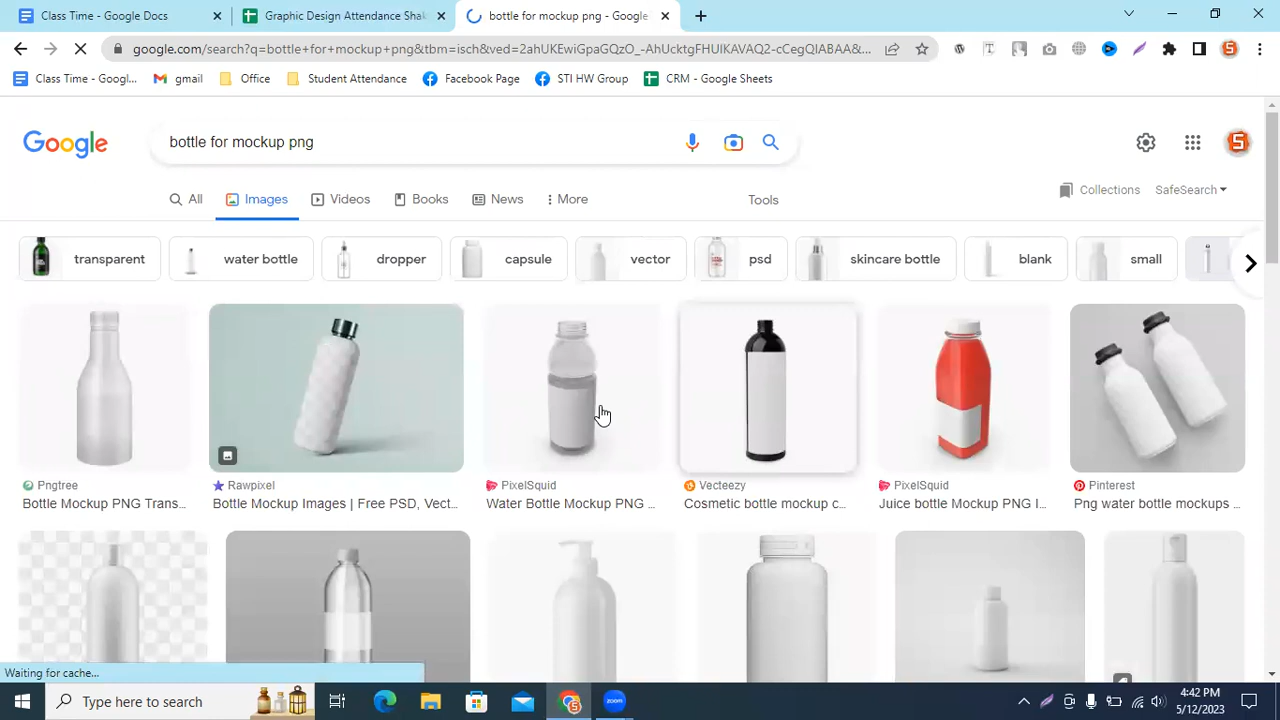 Class Time - Google Docs
Graphic Design Attendance Shak
bottle for mockup png - Google
google.com/search?q=bottle+for+mockup+png&tbm=isch&ved=2ahUKEwiGpaGQzO_-AhUcktgFHUlKAVAQ2-cCegQIABAA&...
Class Time - Googl...
gmail
Office
Student Attendance
Facebook Page
STI HW Group
CRM - Google Sheets
Google
bottle for mockup png
All
Images
Videos
Books
News
More
Tools
Collections
SafeSearch
transparent
water bottle
dropper
capsule
vector
psd
skincare bottle
blank
small
Pngtree
Bottle Mockup PNG Trans...
Rawpixel
Bottle Mockup Images | Free PSD, Vect...
PixelSquid
Water Bottle Mockup PNG ...
Vecteezy
Cosmetic bottle mockup c...
PixelSquid
Juice bottle Mockup PNG I...
Pinterest
Png water bottle mockups ...
Waiting for cache...
Type here to search
zoom
4:42 PM
5/12/2023